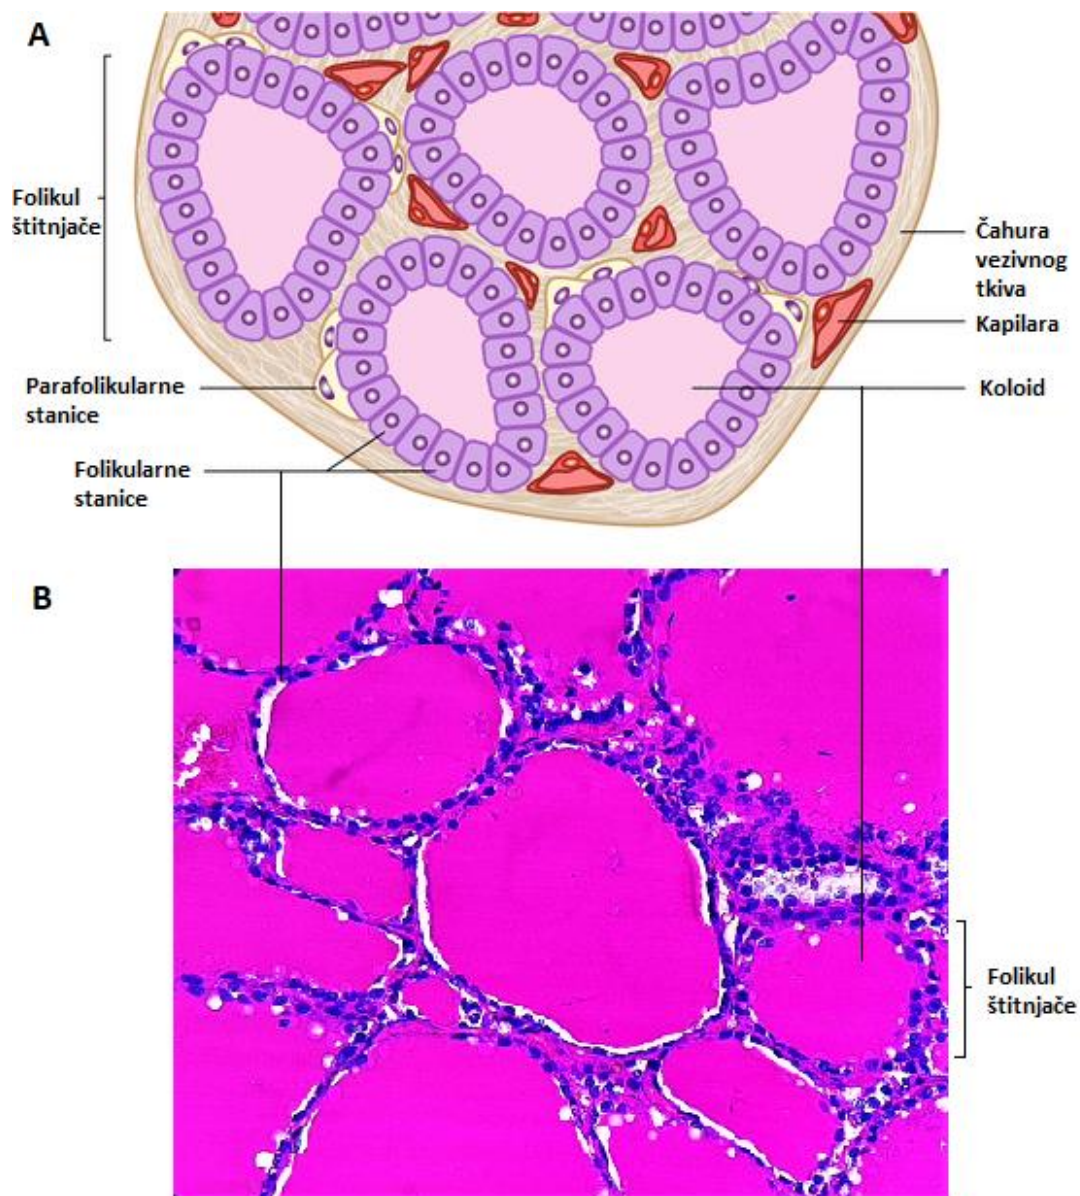 A
Folikul
štitnjače
Čahura
vezivnog
tkiva
Kapilara
Parafolikularne
stanice
Koloid
Folikularne
stanice
B
Folikul
štitnjače